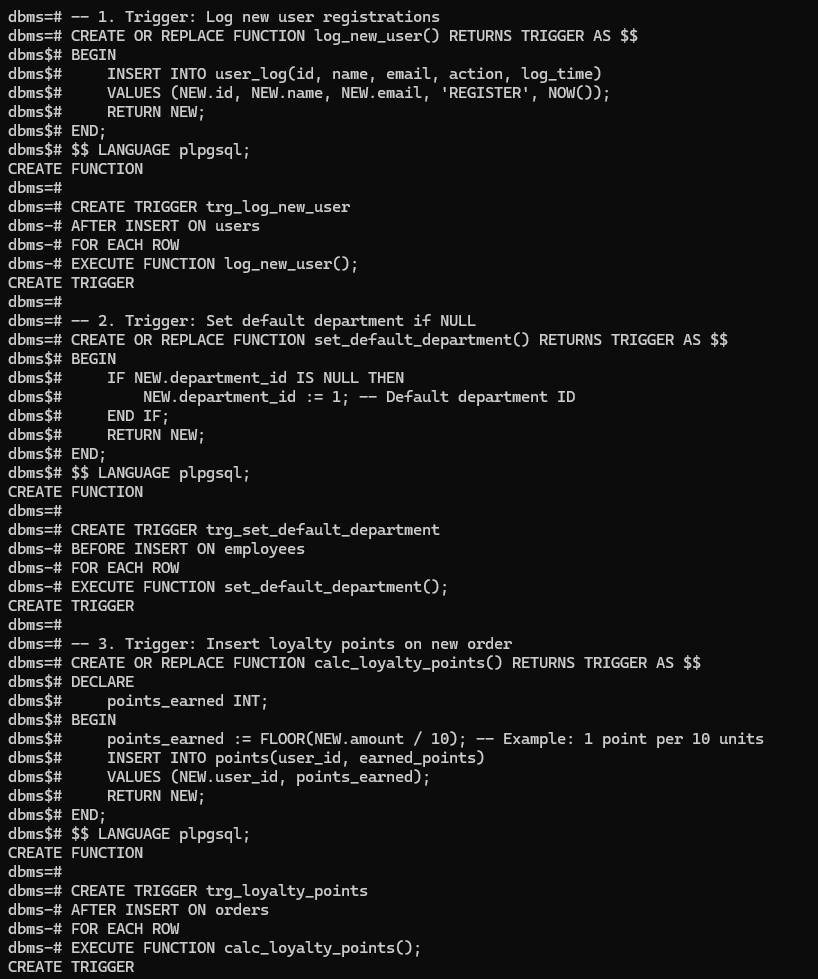 dbms=# -- 1. Trigger: Log new user registrations
dbms=# CREATE OR REPLACE FUNCTION log_new_user() RETURNS TRIGGER AS $$
dbms$# BEGIN
dbms$#     INSERT INTO user_log(id, name, email, action, log_time)
dbms$#     VALUES (NEW.id, NEW.name, NEW.email, 'REGISTER', NOW());
dbms$#     RETURN NEW;
dbms$# END;
dbms$# $$ LANGUAGE plpgsql;
CREATE FUNCTION
dbms=#
dbms=# CREATE TRIGGER trg_log_new_user
dbms-# AFTER INSERT ON users
dbms-# FOR EACH ROW
dbms-# EXECUTE FUNCTION log_new_user();
CREATE TRIGGER
dbms=#
dbms=# -- 2. Trigger: Set default department if NULL
dbms=# CREATE OR REPLACE FUNCTION set_default_department() RETURNS TRIGGER AS $$
dbms$# BEGIN
dbms$#     IF NEW.department_id IS NULL THEN
dbms$#         NEW.department_id := 1; -- Default department ID
dbms$#     END IF;
dbms$#     RETURN NEW;
dbms$# END;
dbms$# $$ LANGUAGE plpgsql;
CREATE FUNCTION
dbms=#
dbms=# CREATE TRIGGER trg_set_default_department
dbms-# BEFORE INSERT ON employees
dbms-# FOR EACH ROW
dbms-# EXECUTE FUNCTION set_default_department();
CREATE TRIGGER
dbms=#
dbms=# -- 3. Trigger: Insert loyalty points on new order
dbms=# CREATE OR REPLACE FUNCTION calc_loyalty_points() RETURNS TRIGGER AS $$
dbms$# DECLARE
dbms$#     points_earned INT;
dbms$# BEGIN
dbms$#     points_earned := FLOOR(NEW.amount / 10); -- Example: 1 point per 10 units
dbms$#     INSERT INTO points(user_id, earned_points)
dbms$#     VALUES (NEW.user_id, points_earned);
dbms$#     RETURN NEW;
dbms$# END;
dbms$# $$ LANGUAGE plpgsql;
CREATE FUNCTION
dbms=#
dbms=# CREATE TRIGGER trg_loyalty_points
dbms-# AFTER INSERT ON orders
dbms-# FOR EACH ROW
dbms-# EXECUTE FUNCTION calc_loyalty_points();
CREATE TRIGGER